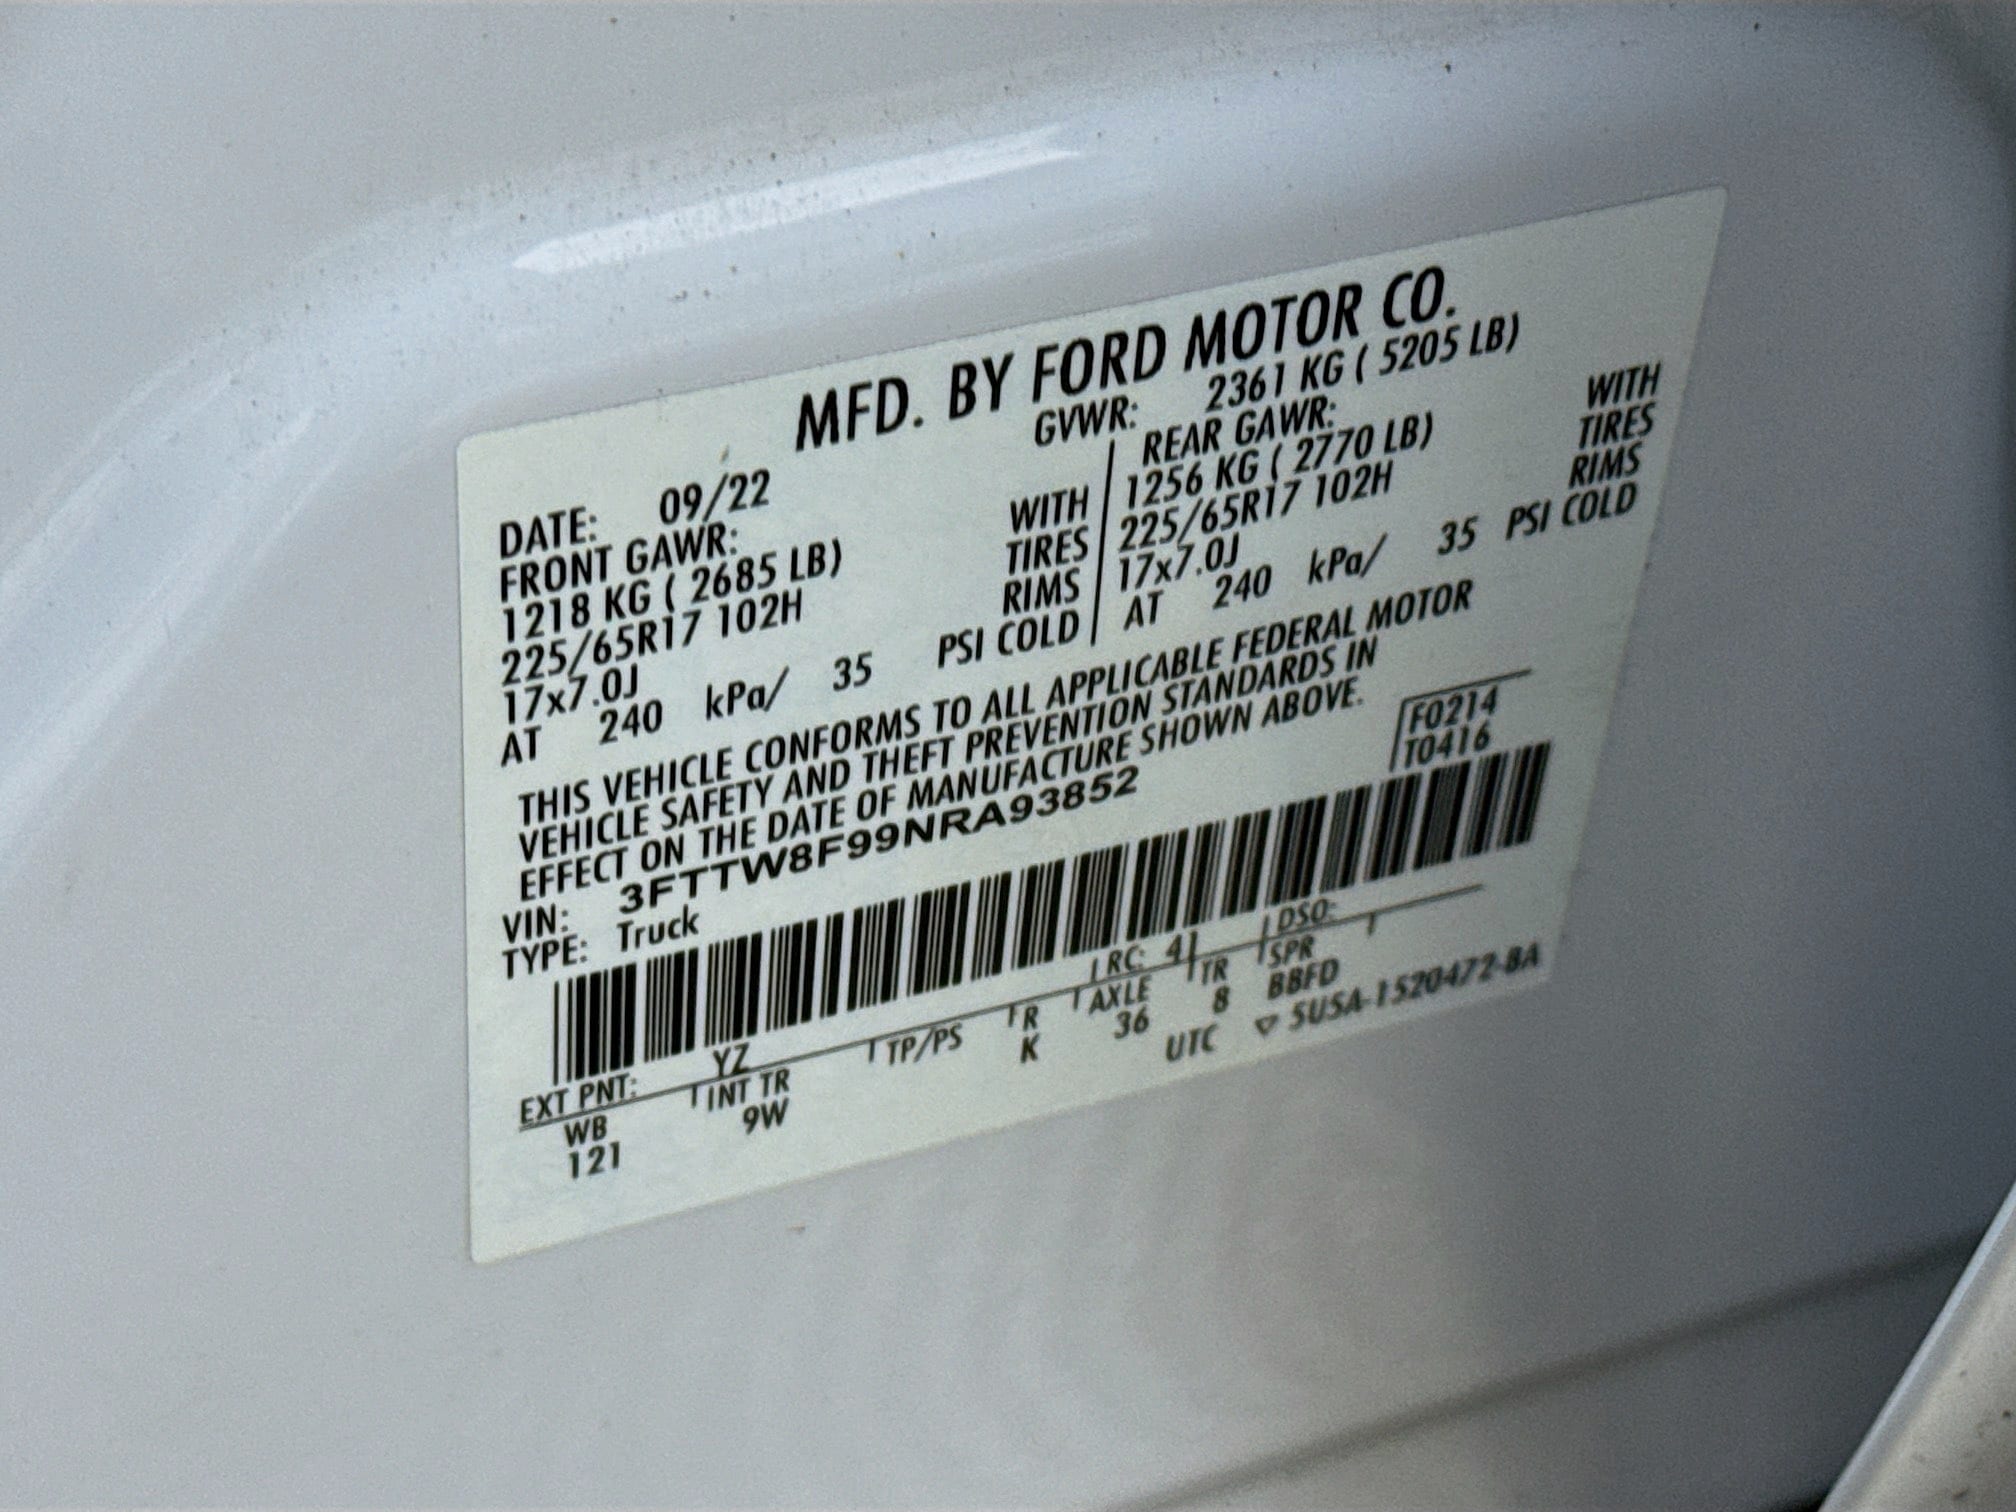 MFD. BY FORD MOTOR CO.
GVWR: 2361 KG ( 5205 LB)
DATE: 09/22
FRONT GAWR:
1218 KG ( 2685 LB) WITH
225/65R17 102H TIRES
17x7.0J RIMS
AT 240 kPa/ 35 PSI COLD
REAR GAWR:
1256 KG ( 2770 LB) WITH
225/65R17 102H TIRES
17x7.0J RIMS
AT 240 kPa/ 35 PSI COLD
THIS VEHICLE CONFORMS TO ALL APPLICABLE FEDERAL MOTOR
VEHICLE SAFETY AND THEFT PREVENTION STANDARDS IN
EFFECT ON THE DATE OF MANUFACTURE SHOWN ABOVE.
VIN: 3FTTW8F99NRA93852
TYPE: Truck
F0214
T0416
EXT PNT: YZ RC: 41 DSO:
WB INT TR TP/PS R AXLE TR SPR
121 9W K 36 8 BBFD
UTC ▽ 5USA-1520472-BA